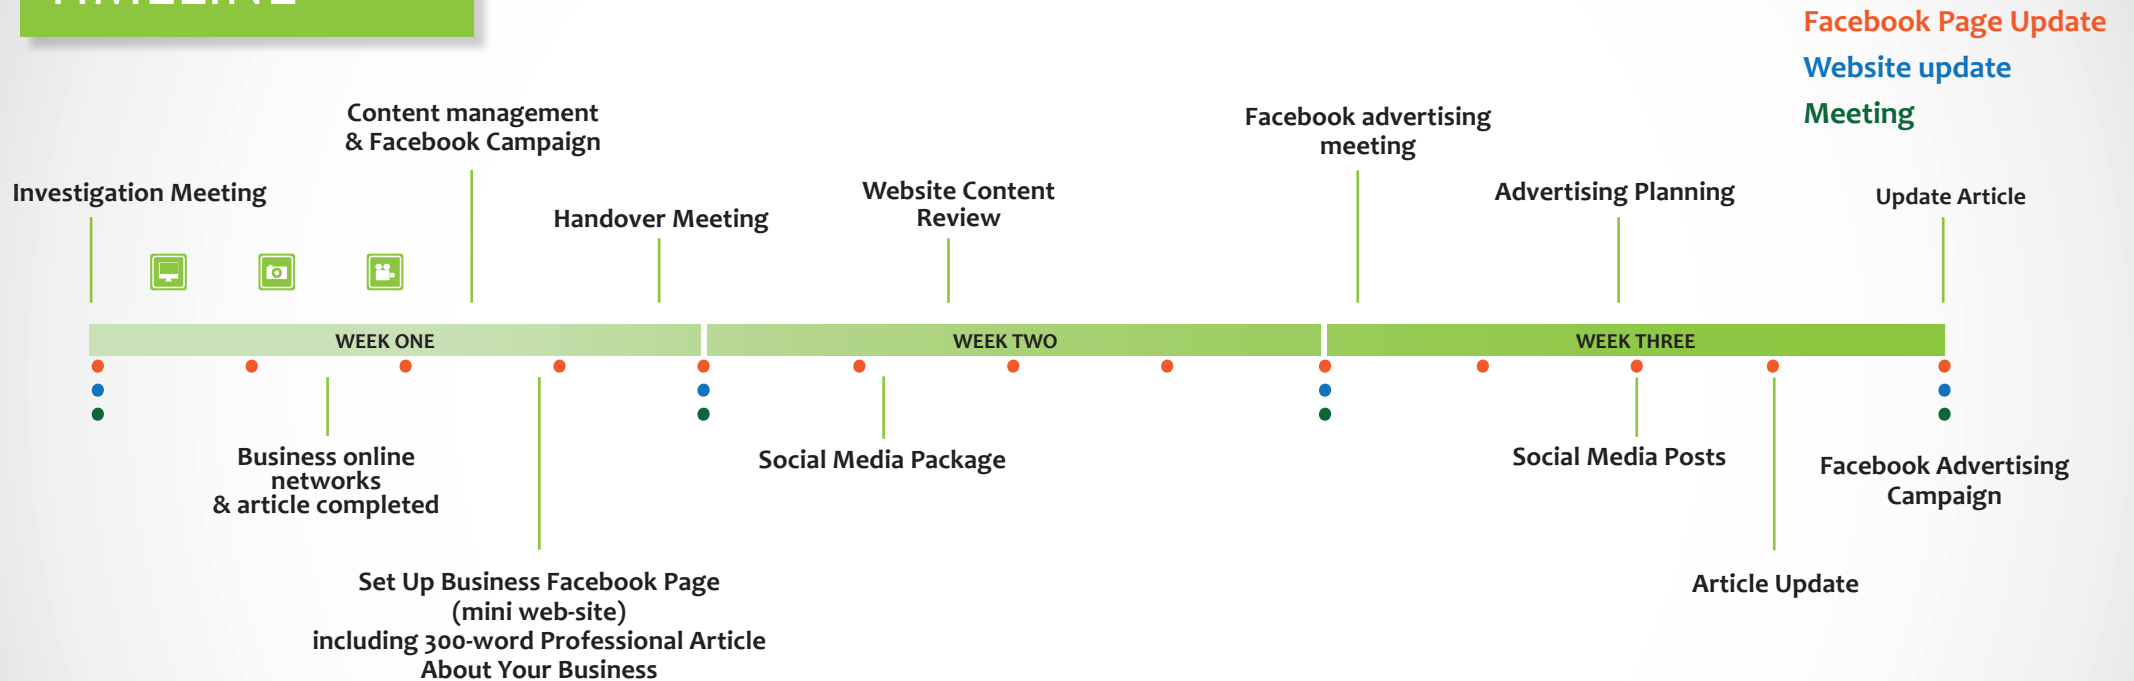 TIMELINE
Facebook Page Update
Website update
Meeting
Content management
& Facebook Campaign
Facebook advertising
meeting
Investigation Meeting
Handover Meeting
Website Content
Review
Advertising Planning
Update Article
WEEK ONE
WEEK TWO
WEEK THREE
Business online
networks
& article completed
Social Media Package
Social Media Posts
Facebook Advertising
Campaign
Set Up Business Facebook Page
(mini web-site)
including 300-word Professional Article
About Your Business
Article Update